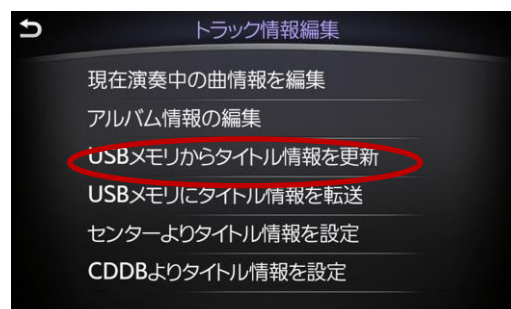 トラック情報編集
現在演奏中の曲情報を編集
アルバム情報の編集
USBメモリからタイトル情報を更新
USBメモリにタイトル情報を転送
センターよりタイトル情報を設定
CDDBよりタイトル情報を設定